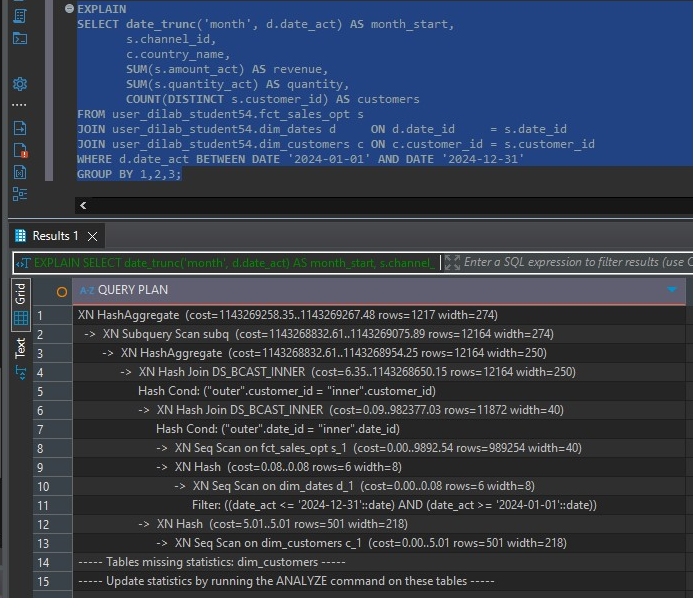 EXPLAIN
SELECT date_trunc('month', d.date_act) AS month_start,
s.channel_id,
c.country_name,
SUM(s.amount_act) AS revenue,
SUM(s.quantity_act) AS quantity,
COUNT(DISTINCT s.customer_id) AS customers
FROM user_dilab_student54.fct_sales_opt s
JOIN user_dilab_student54.dim_dates d ON d.date_id = s.date_id
JOIN user_dilab_student54.dim_customers c ON c.customer_id = s.customer_id
WHERE d.date_act BETWEEN DATE '2024-01-01' AND DATE '2024-12-31'
GROUP BY 1,2,3;
Results 1
EXPLAIN SELECT date_trunc('month', d.date_act) AS month_start, s.channel_ Enter a SQL expression to filter results (use C
Grid
Text
A-Z QUERY PLAN
1 XN HashAggregate (cost=1143269258.35..1143269267.48 rows=1217 width=274)
2 -> XN Subquery Scan subq (cost=1143268832.61..1143269075.89 rows=12164 width=274)
3 -> XN HashAggregate (cost=1143268832.61..1143268954.25 rows=12164 width=250)
4 -> XN Hash Join DS_BCAST_INNER (cost=6.35..1143268650.15 rows=12164 width=250)
5 Hash Cond: ("outer".customer_id = "inner".customer_id)
6 -> XN Hash Join DS_BCAST_INNER (cost=0.09..982377.03 rows=11872 width=40)
7 Hash Cond: ("outer".date_id = "inner".date_id)
8 -> XN Seq Scan on fct_sales_opt s_1 (cost=0.00..9892.54 rows=989254 width=40)
9 -> XN Hash (cost=0.08..0.08 rows=6 width=8)
10 -> XN Seq Scan on dim_dates d_1 (cost=0.00..0.08 rows=6 width=8)
11 Filter: ((date_act <= '2024-12-31'::date) AND (date_act >= '2024-01-01'::date))
12 -> XN Hash (cost=5.01..5.01 rows=501 width=218)
13 -> XN Seq Scan on dim_customers c_1 (cost=0.00..5.01 rows=501 width=218)
14 ----- Tables missing statistics: dim_customers -----
15 ----- Update statistics by running the ANALYZE command on these tables -----